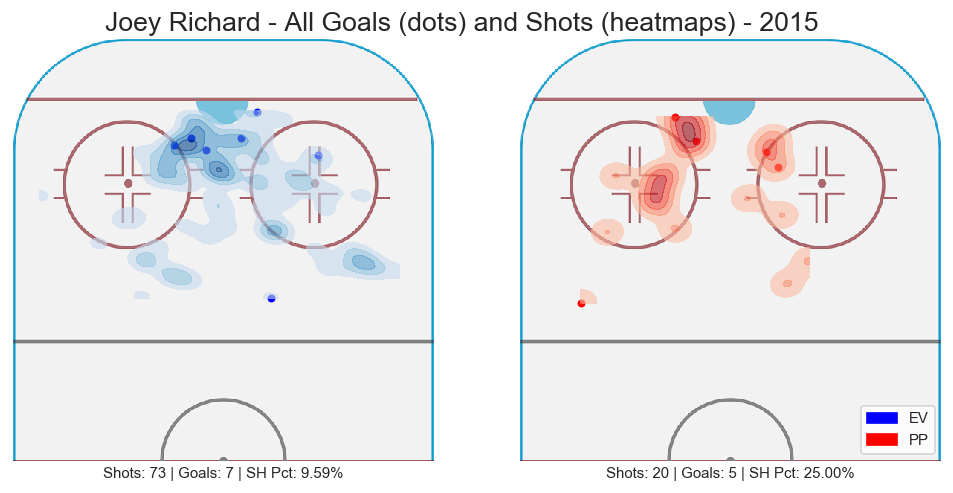 Joey Richard - All Goals (dots) and Shots (heatmaps) - 2015
EV
PP
Shots: 73 | Goals: 7 | SH Pct: 9.59%
Shots: 20 | Goals: 5 | SH Pct: 25.00%